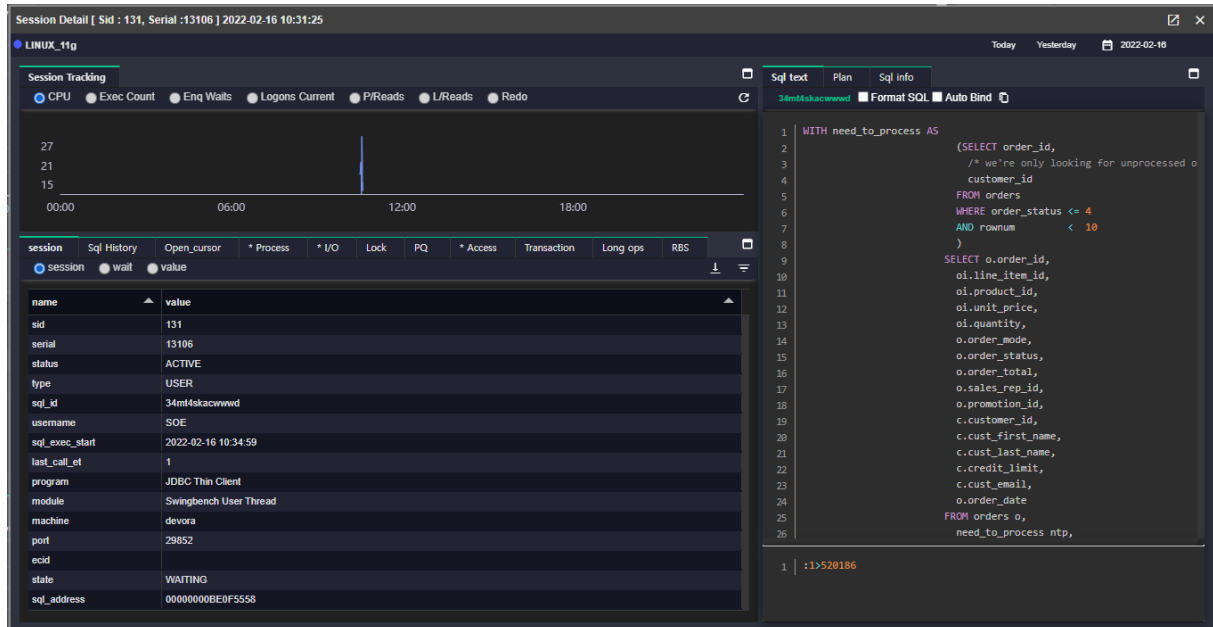 Session Detail [ Sid : 131, Serial :13106 ] 2022-02-16 10:31:25
LINUX_11g
Today Yesterday 2022-02-16
Session Tracking
CPU Exec Count Enq Waits Logons Current P/Reads L/Reads Redo
27
21
15
00:00 06:00 12:00 18:00
session Sql History Open_cursor * Process * I/O Lock PQ * Access Transaction Long ops RBS
session wait value
name value
sid 131
serial 13106
status ACTIVE
type USER
sql_id 34mt4skacwwwd
username SOE
sql_exec_start 2022-02-16 10:34:59
last_call_et 1
program JDBC Thin Client
module Swingbench User Thread
machine devora
port 29852
ecid
state WAITING
sql_address 00000000BE0F5558
Sql text Plan Sql info
34mt4skacwwwd Format SQL Auto Bind
1 WITH need_to_process AS
2 (SELECT order_id,
3 /* we're only looking for unprocessed o
4 customer_id
5 FROM orders
6 WHERE order_status <= 4
7 AND rownum < 10
8 )
9 SELECT o.order_id,
10 oi.line_item_id,
11 oi.product_id,
12 oi.unit_price,
13 oi.quantity,
14 o.order_mode,
15 o.order_status,
16 o.order_total,
17 o.sales_rep_id,
18 o.promotion_id,
19 c.customer_id,
20 c.cust_first_name,
21 c.cust_last_name,
22 c.credit_limit,
23 c.cust_email,
24 o.order_date
25 FROM orders o,
26 need_to_process ntp,
1 :1>520186